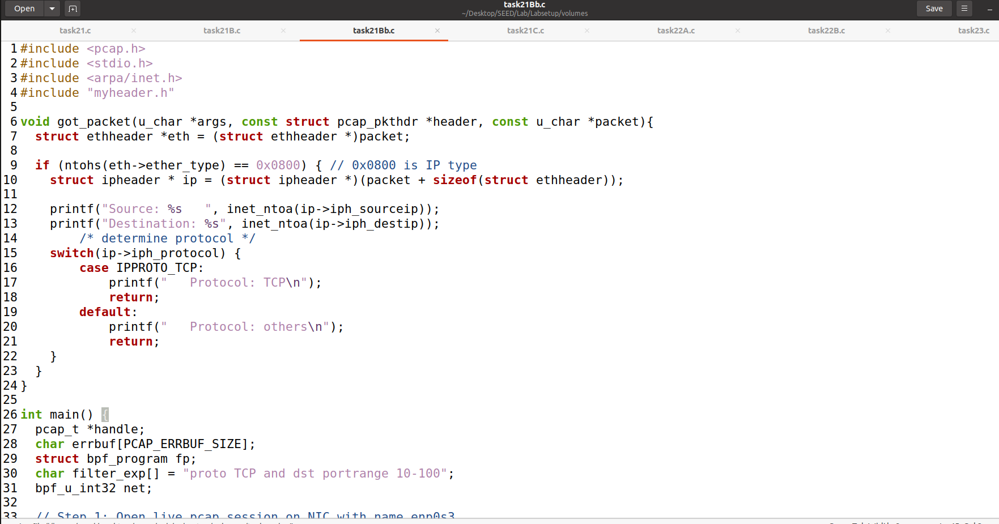 Open
task21Bb.c
~/Desktop/SEED/Lab/Labsetup/volumes
Save
task21.c × task21B.c × task21Bb.c × task21C.c × task22A.c × task22B.c × task23.c
1 #include <pcap.h>
2 #include <stdio.h>
3 #include <arpa/inet.h>
4 #include "myheader.h"
5
6 void got_packet(u_char *args, const struct pcap_pkthdr *header, const u_char *packet){
7   struct ethheader *eth = (struct ethheader *)packet;
8
9   if (ntohs(eth->ether_type) == 0x0800) { // 0x0800 is IP type
10     struct ipheader * ip = (struct ipheader *)(packet + sizeof(struct ethheader));
11
12     printf("Source: %s   ", inet_ntoa(ip->iph_sourceip));
13     printf("Destination: %s", inet_ntoa(ip->iph_destip));
14         /* determine protocol */
15     switch(ip->iph_protocol) {
16         case IPPROTO_TCP:
17             printf("   Protocol: TCP\n");
18             return;
19         default:
20             printf("   Protocol: others\n");
21             return;
22     }
23   }
24 }
25
26 int main() {
27   pcap_t *handle;
28   char errbuf[PCAP_ERRBUF_SIZE];
29   struct bpf_program fp;
30   char filter_exp[] = "proto TCP and dst portrange 10-100";
31   bpf_u_int32 net;
32
33   // Step 1: Open live pcap session on NIC with name enp0s3